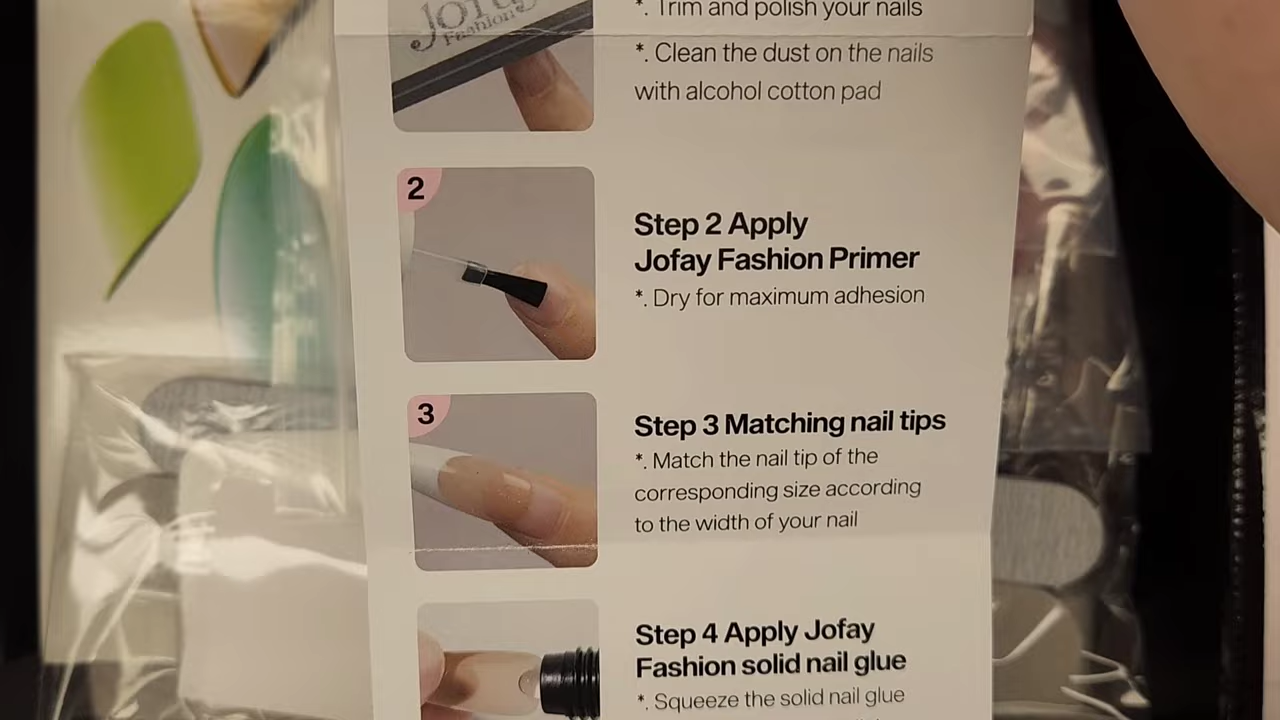 Jofay
Fashion
*. Trim and polish your nails
*. Clean the dust on the nails
with alcohol cotton pad
2
Step 2 Apply
Jofay Fashion Primer
*. Dry for maximum adhesion
3
Step 3 Matching nail tips
*. Match the nail tip of the
corresponding size according
to the width of your nail
Step 4 Apply Jofay
Fashion solid nail glue
*. Squeeze the solid nail glue